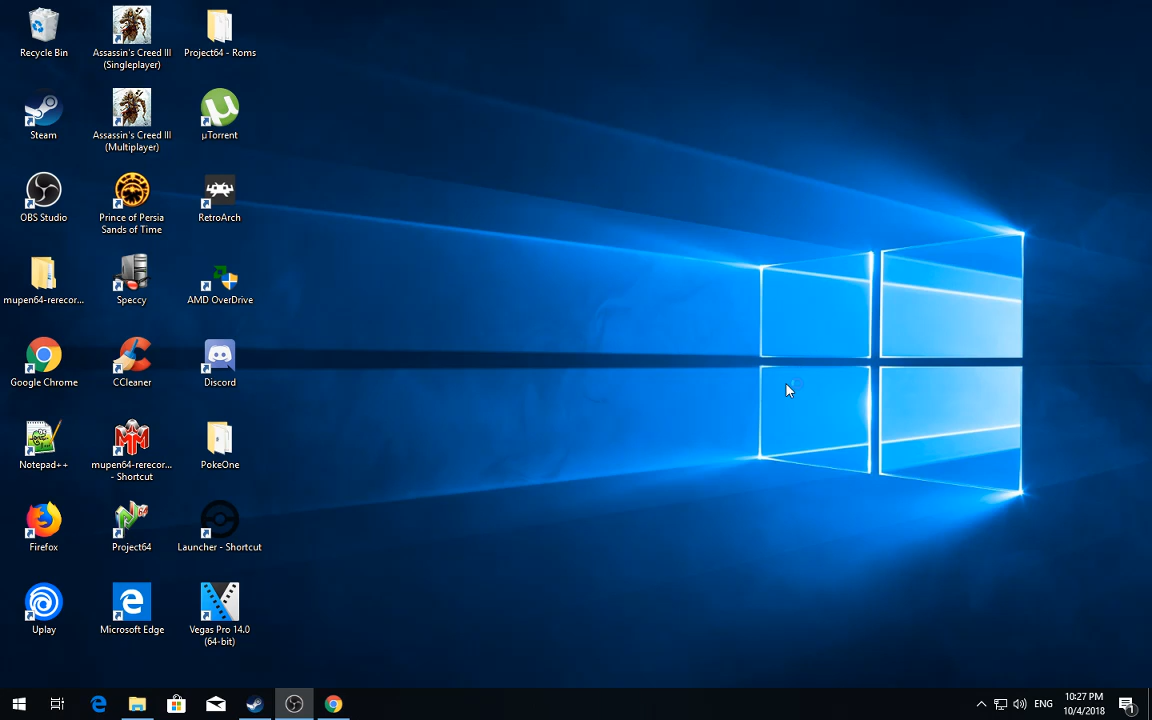 Recycle Bin
Assassin's Creed III
(Singleplayer)
Project64 - Roms
Steam
Assassin's Creed III
(Multiplayer)
µTorrent
OBS Studio
Prince of Persia
Sands of Time
RetroArch
mupen64-rerecor...
Speccy
AMD OverDrive
Google Chrome
CCleaner
Discord
Notepad++
mupen64-rerecor...
- Shortcut
PokeOne
Firefox
Project64
Launcher - Shortcut
Uplay
Microsoft Edge
Vegas Pro 14.0
(64-bit)
ENG
10:27 PM
10/4/2018
1